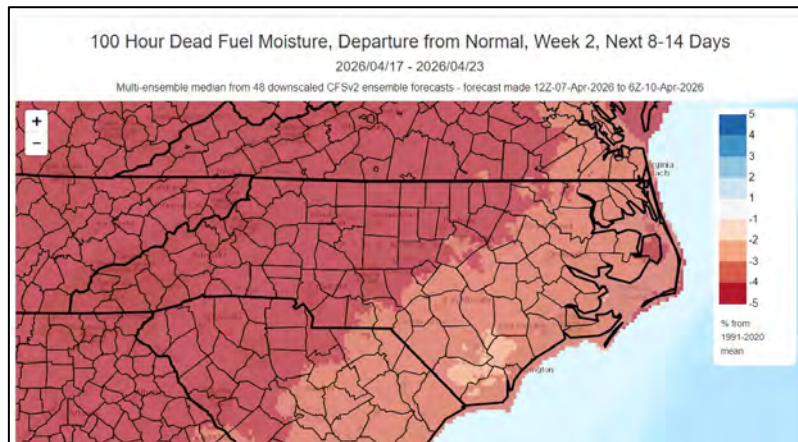 100 Hour Dead Fuel Moisture, Departure from Normal, Week 2, Next 8-14 Days
2026/04/17 - 2026/04/23
Multi-ensemble median from 48 downscaled CFSv2 ensemble forecasts - forecast made 12Z-07-Apr-2026 to 6Z-10-Apr-2026
+
−
5
4
3
2
1
-1
-2
-3
-4
-5
% from
1991-2020
mean